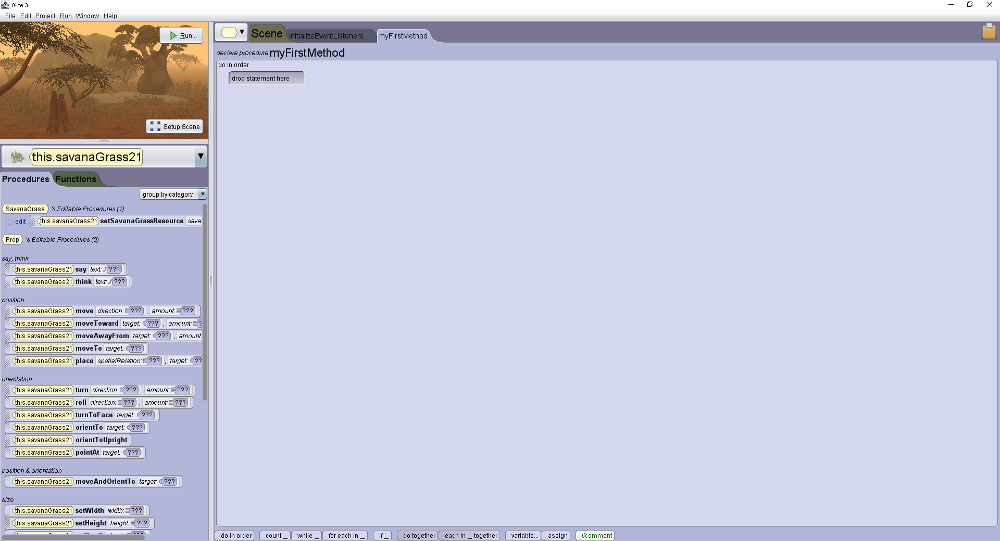 Alice 3
File Edit Project Run Window Help
Run...
Setup Scene
this.savanaGrass21
Procedures Functions
group by category
SavanaGrass 's Editable Procedures (1)
edit this.savanaGrass21 setSavanaGrassResource sava
Prop 's Editable Procedures (0)
say, think
this.savanaGrass21 say text: ???
this.savanaGrass21 think text: ???
position
this.savanaGrass21 move direction: ??? , amount: ???
this.savanaGrass21 moveToward target: ??? , amount: ?
this.savanaGrass21 moveAwayFrom target: ??? , amount:
this.savanaGrass21 moveTo target: ???
this.savanaGrass21 place spatialRelation: ??? , target: ??
orientation
this.savanaGrass21 turn direction: ??? , amount: ???
this.savanaGrass21 roll direction: ??? , amount: ???
this.savanaGrass21 turnToFace target: ???
this.savanaGrass21 orientTo target: ???
this.savanaGrass21 orientToUpright
this.savanaGrass21 pointAt target: ???
position & orientation
this.savanaGrass21 moveAndOrientTo target: ???
size
this.savanaGrass21 setWidth width: ???
this.savanaGrass21 setHeight height: ???
Scene initializeEventListeners myFirstMethod
declare procedure myFirstMethod
do in order
drop statement here
do in order count _ while _ for each in _ if _ do together each in _ together variable... assign //comment